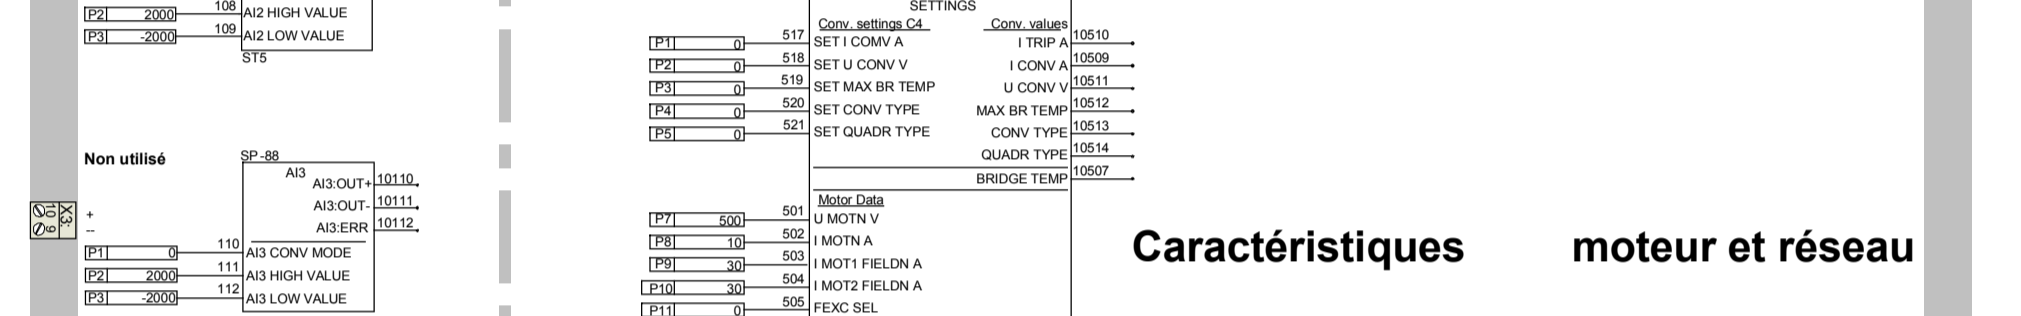 108
P2 2000 AI2 HIGH VALUE
109
P3 -2000 AI2 LOW VALUE
ST5
Non utilisé
SP-88
AI3
AI3:OUT+ 10110
AI3:OUT- 10111
AI3:ERR 10112
X3:
10 9
+
--
110
P1 0 AI3 CONV MODE
111
P2 2000 AI3 HIGH VALUE
112
P3 -2000 AI3 LOW VALUE
SETTINGS
Conv. settings C4 Conv. values
P1 0 517 SET I COMV A I TRIP A 10510
P2 0 518 SET U CONV V I CONV A 10509
P3 0 519 SET MAX BR TEMP U CONV V 10511
P4 0 520 SET CONV TYPE MAX BR TEMP 10512
P5 0 521 SET QUADR TYPE CONV TYPE 10513
QUADR TYPE 10514
BRIDGE TEMP 10507
Motor Data
P7 500 501 U MOTN V
P8 10 502 I MOTN A
P9 30 503 I MOT1 FIELDN A
P10 30 504 I MOT2 FIELDN A
P11 0 505 FEXC SEL
Caractéristiques moteur et réseau